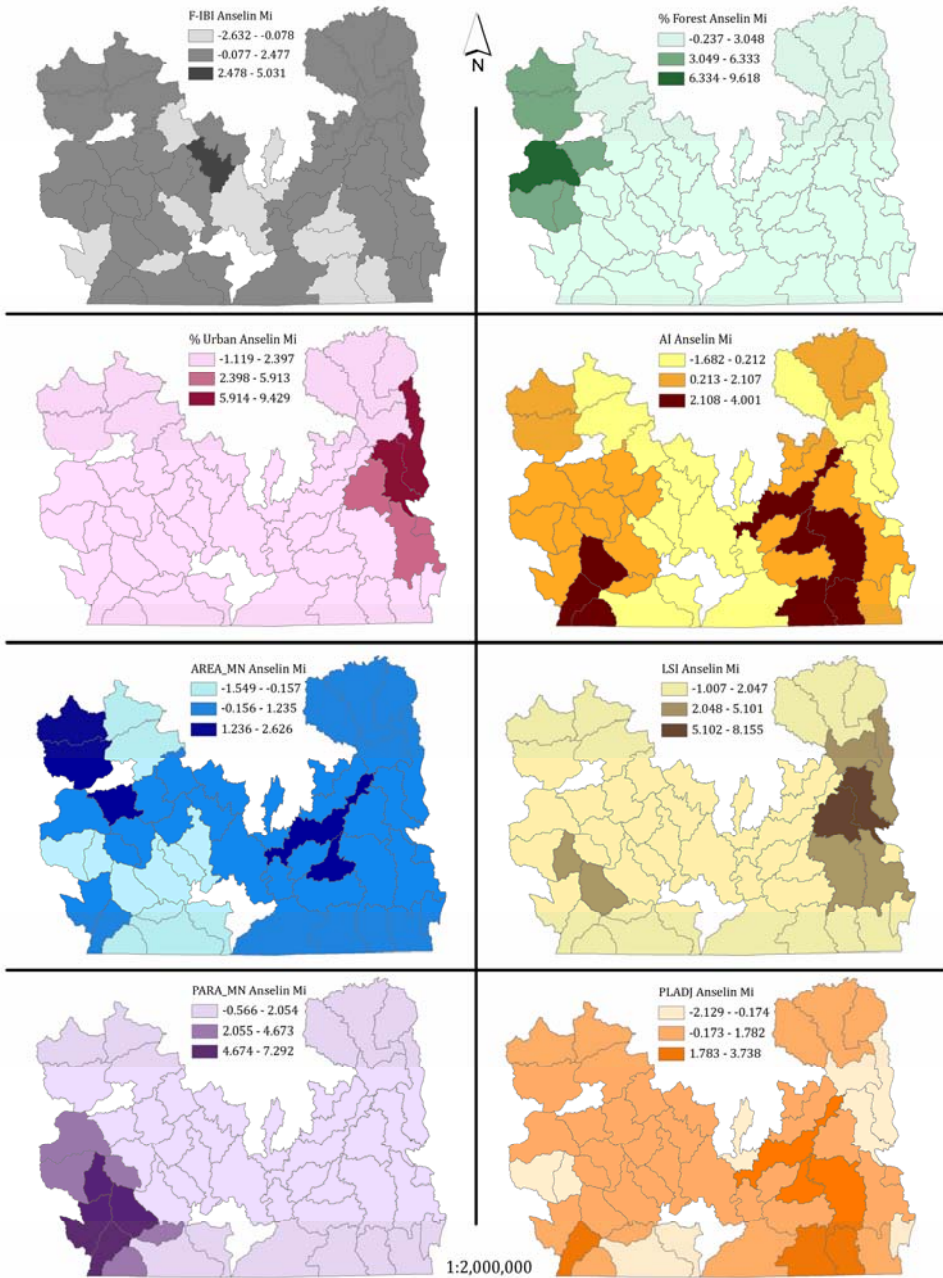 F-IBI Anselin Mi
-2.632 - -0.078
-0.077 - 2.477
2.478 - 5.031
N
% Forest Anselin Mi
-0.237 - 3.048
3.049 - 6.333
6.334 - 9.618
% Urban Anselin Mi
-1.119 - 2.397
2.398 - 5.913
5.914 - 9.429
AI Anselin Mi
-1.682 - 0.212
0.213 - 2.107
2.108 - 4.001
AREA_MN Anselin Mi
-1.549 - -0.157
-0.156 - 1.235
1.236 - 2.626
LSI Anselin Mi
-1.007 - 2.047
2.048 - 5.101
5.102 - 8.155
PARA_MN Anselin Mi
-0.566 - 2.054
2.055 - 4.673
4.674 - 7.292
PLADJ Anselin Mi
-2.129 - -0.174
-0.173 - 1.782
1.783 - 3.738
1:2,000,000